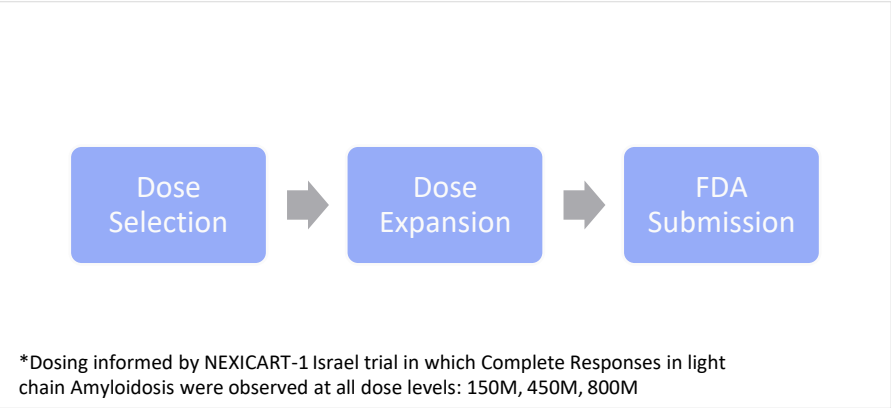 Dose
Selection
Dose
Expansion
FDA
Submission
*Dosing informed by NEXICART-1 Israel trial in which Complete Responses in light
chain Amyloidosis were observed at all dose levels: 150M, 450M, 800M